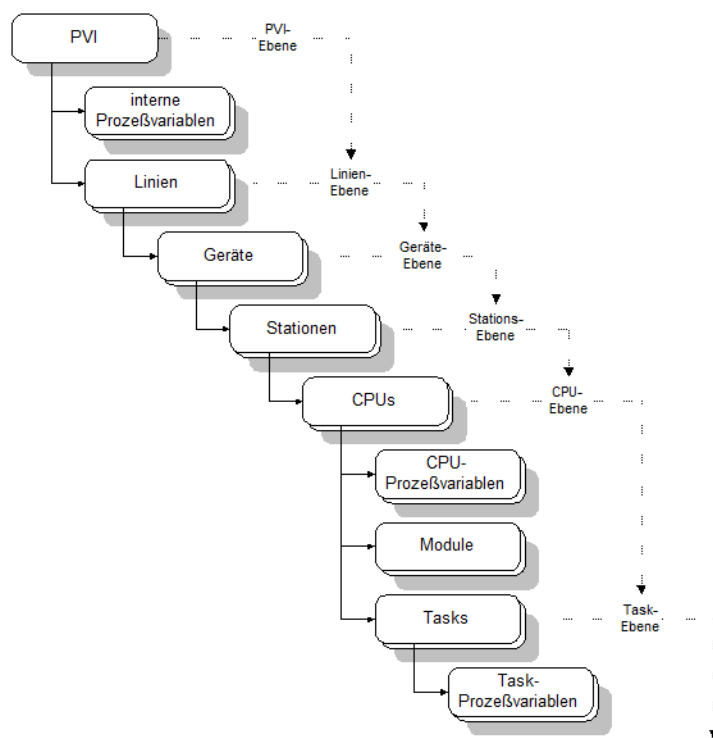 PVI
PVI-
Ebene
interne
Prozeßvariablen
Linien
Linien-
Ebene
Geräte
Geräte-
Ebene
Stationen
Stations-
Ebene
CPUs
CPU-
Ebene
CPU-
Prozeßvariablen
Module
Tasks
Task-
Ebene
Task-
Prozeßvariablen